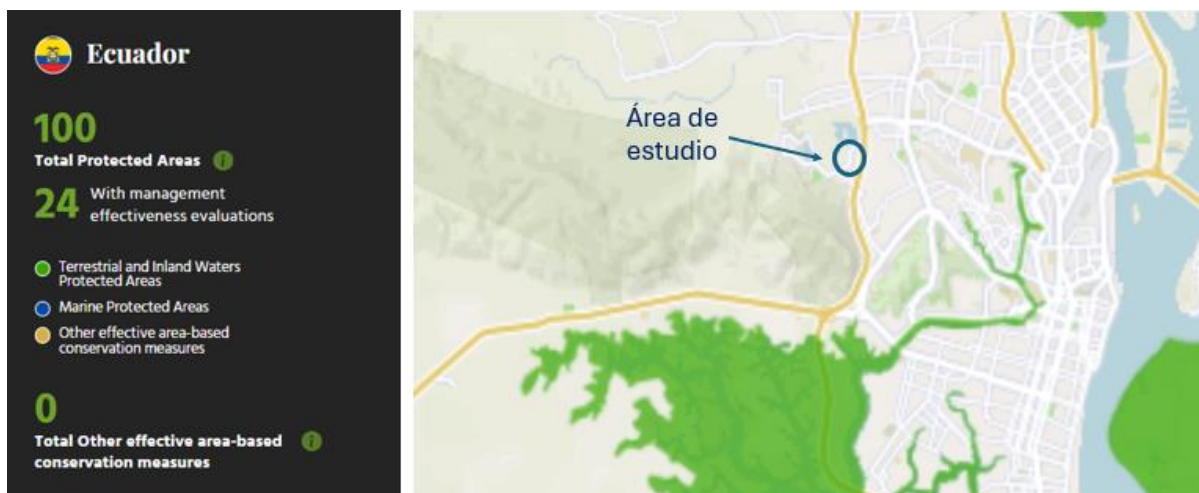 Ecuador
100
Total Protected Areas i
24 With management
effectiveness evaluations
Terrestrial and Inland Waters
Protected Areas
Marine Protected Areas
Other effective area-based
conservation measures
0
Total Other effective area-based i
conservation measures
Área de
estudio